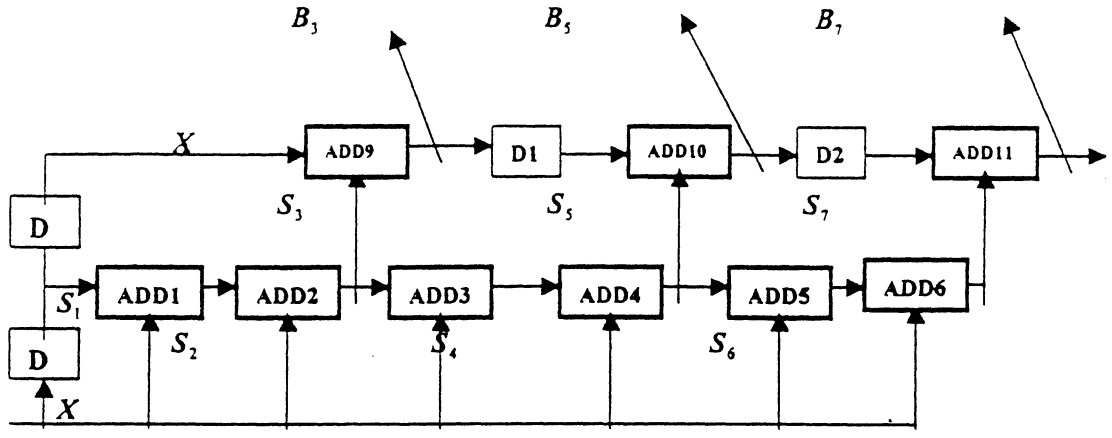 B₃ B₅ B₇
X ADD9 D1 ADD10 D2 ADD11
S₃ S₅ S₇
D
S₁ ADD1 ADD2 ADD3 ADD4 ADD5 ADD6
D S₂ S₄ S₆
X